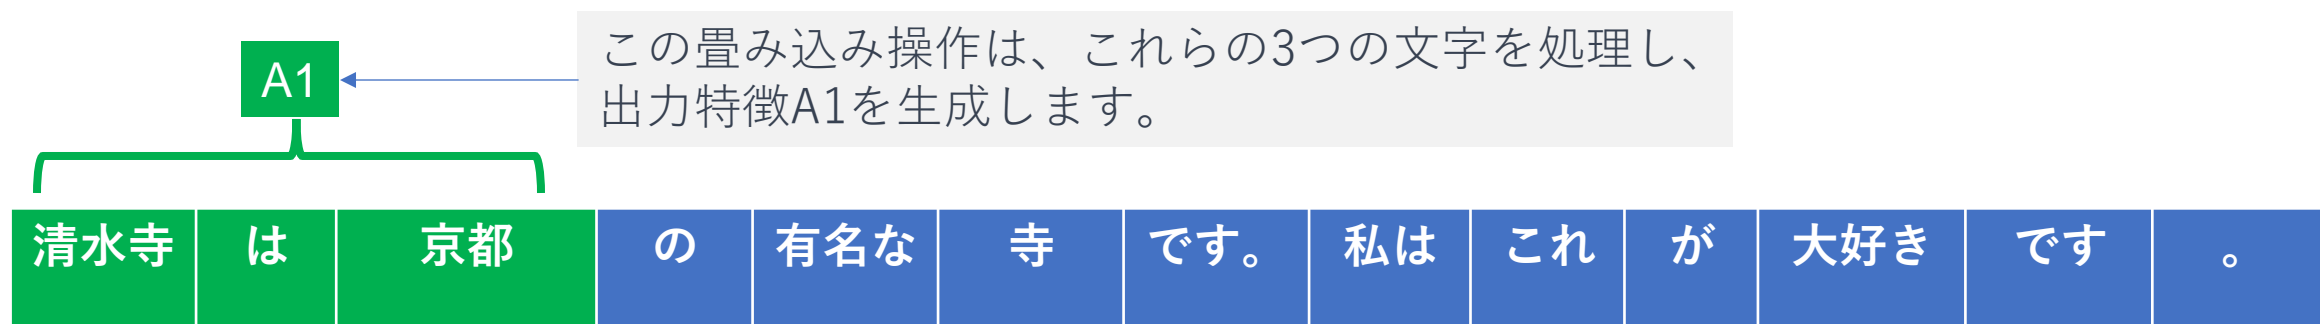 A1
この畳み込み操作は、これらの3つの文字を処理し、
出力特徴A1を生成します。
清水寺 は 京都 の 有名な 寺 です。 私は これ が 大好き です 。